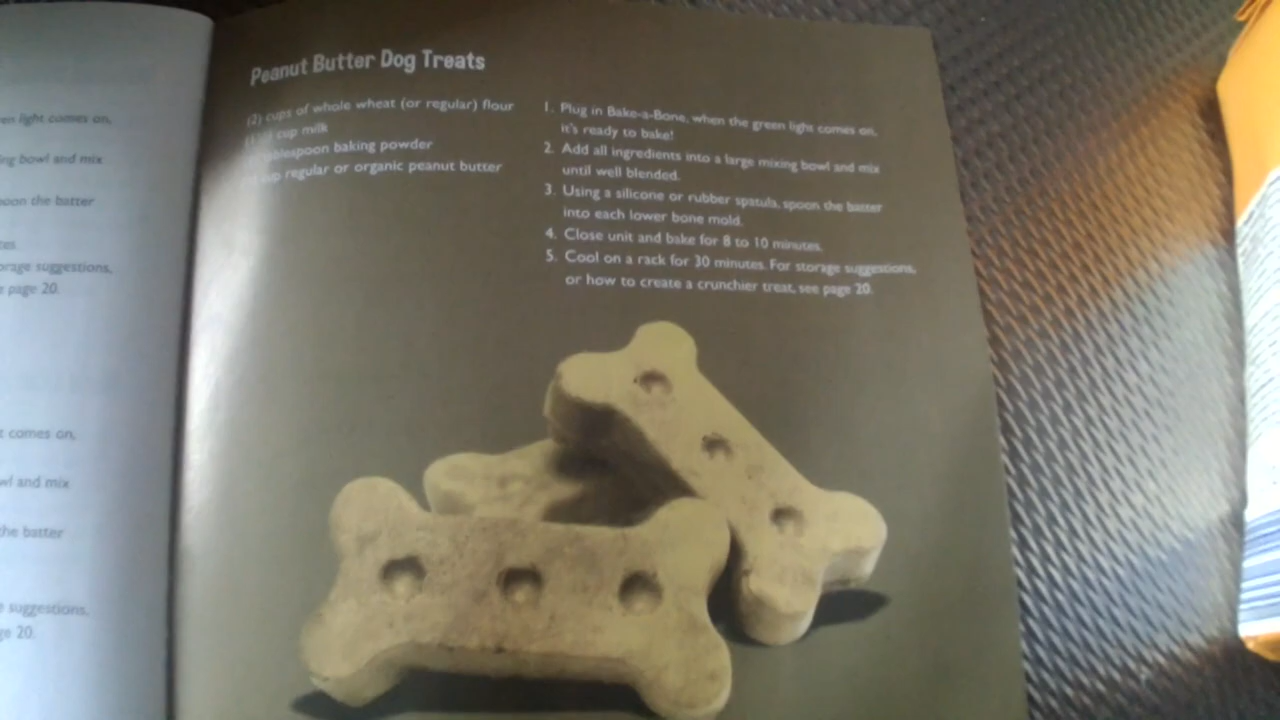 en light comes on,
ing bowl and mix
oon the batter
tes.
orage suggestions,
e page 20.
t comes on,
wl and mix
the batter
e suggestions,
ge 20.
Peanut Butter Dog Treats
(2) cups of whole wheat (or regular) flour
cup milk
tablespoon baking powder
cup regular or organic peanut butter
1. Plug in Bake-a-Bone, when the green light comes on,
it's ready to bake!
2. Add all ingredients into a large mixing bowl and mix
until well blended.
3. Using a silicone or rubber spatula, spoon the batter
into each lower bone mold.
4. Close unit and bake for 8 to 10 minutes.
5. Cool on a rack for 30 minutes. For storage suggestions,
or how to create a crunchier treat, see page 20.